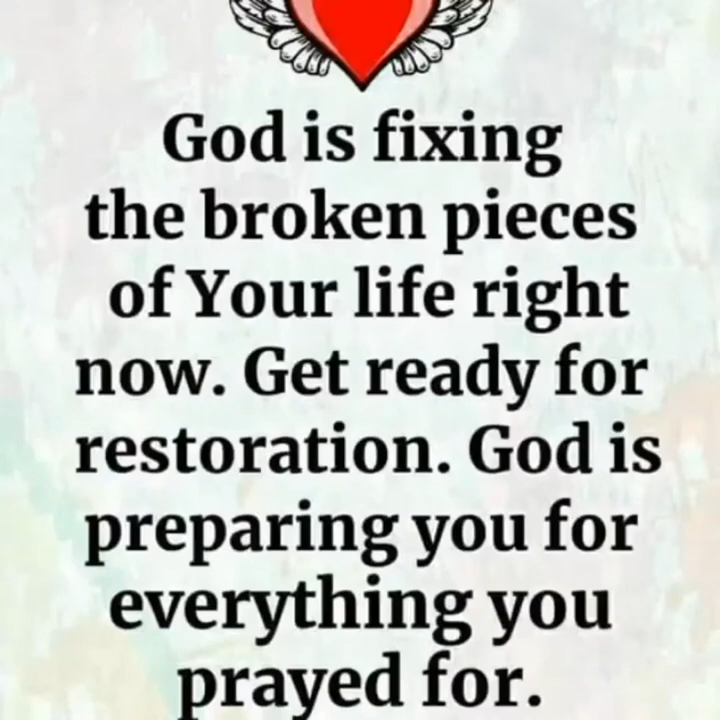 God is fixing
the broken pieces
of Your life right
now. Get ready for
restoration. God is
preparing you for
everything you
prayed for.